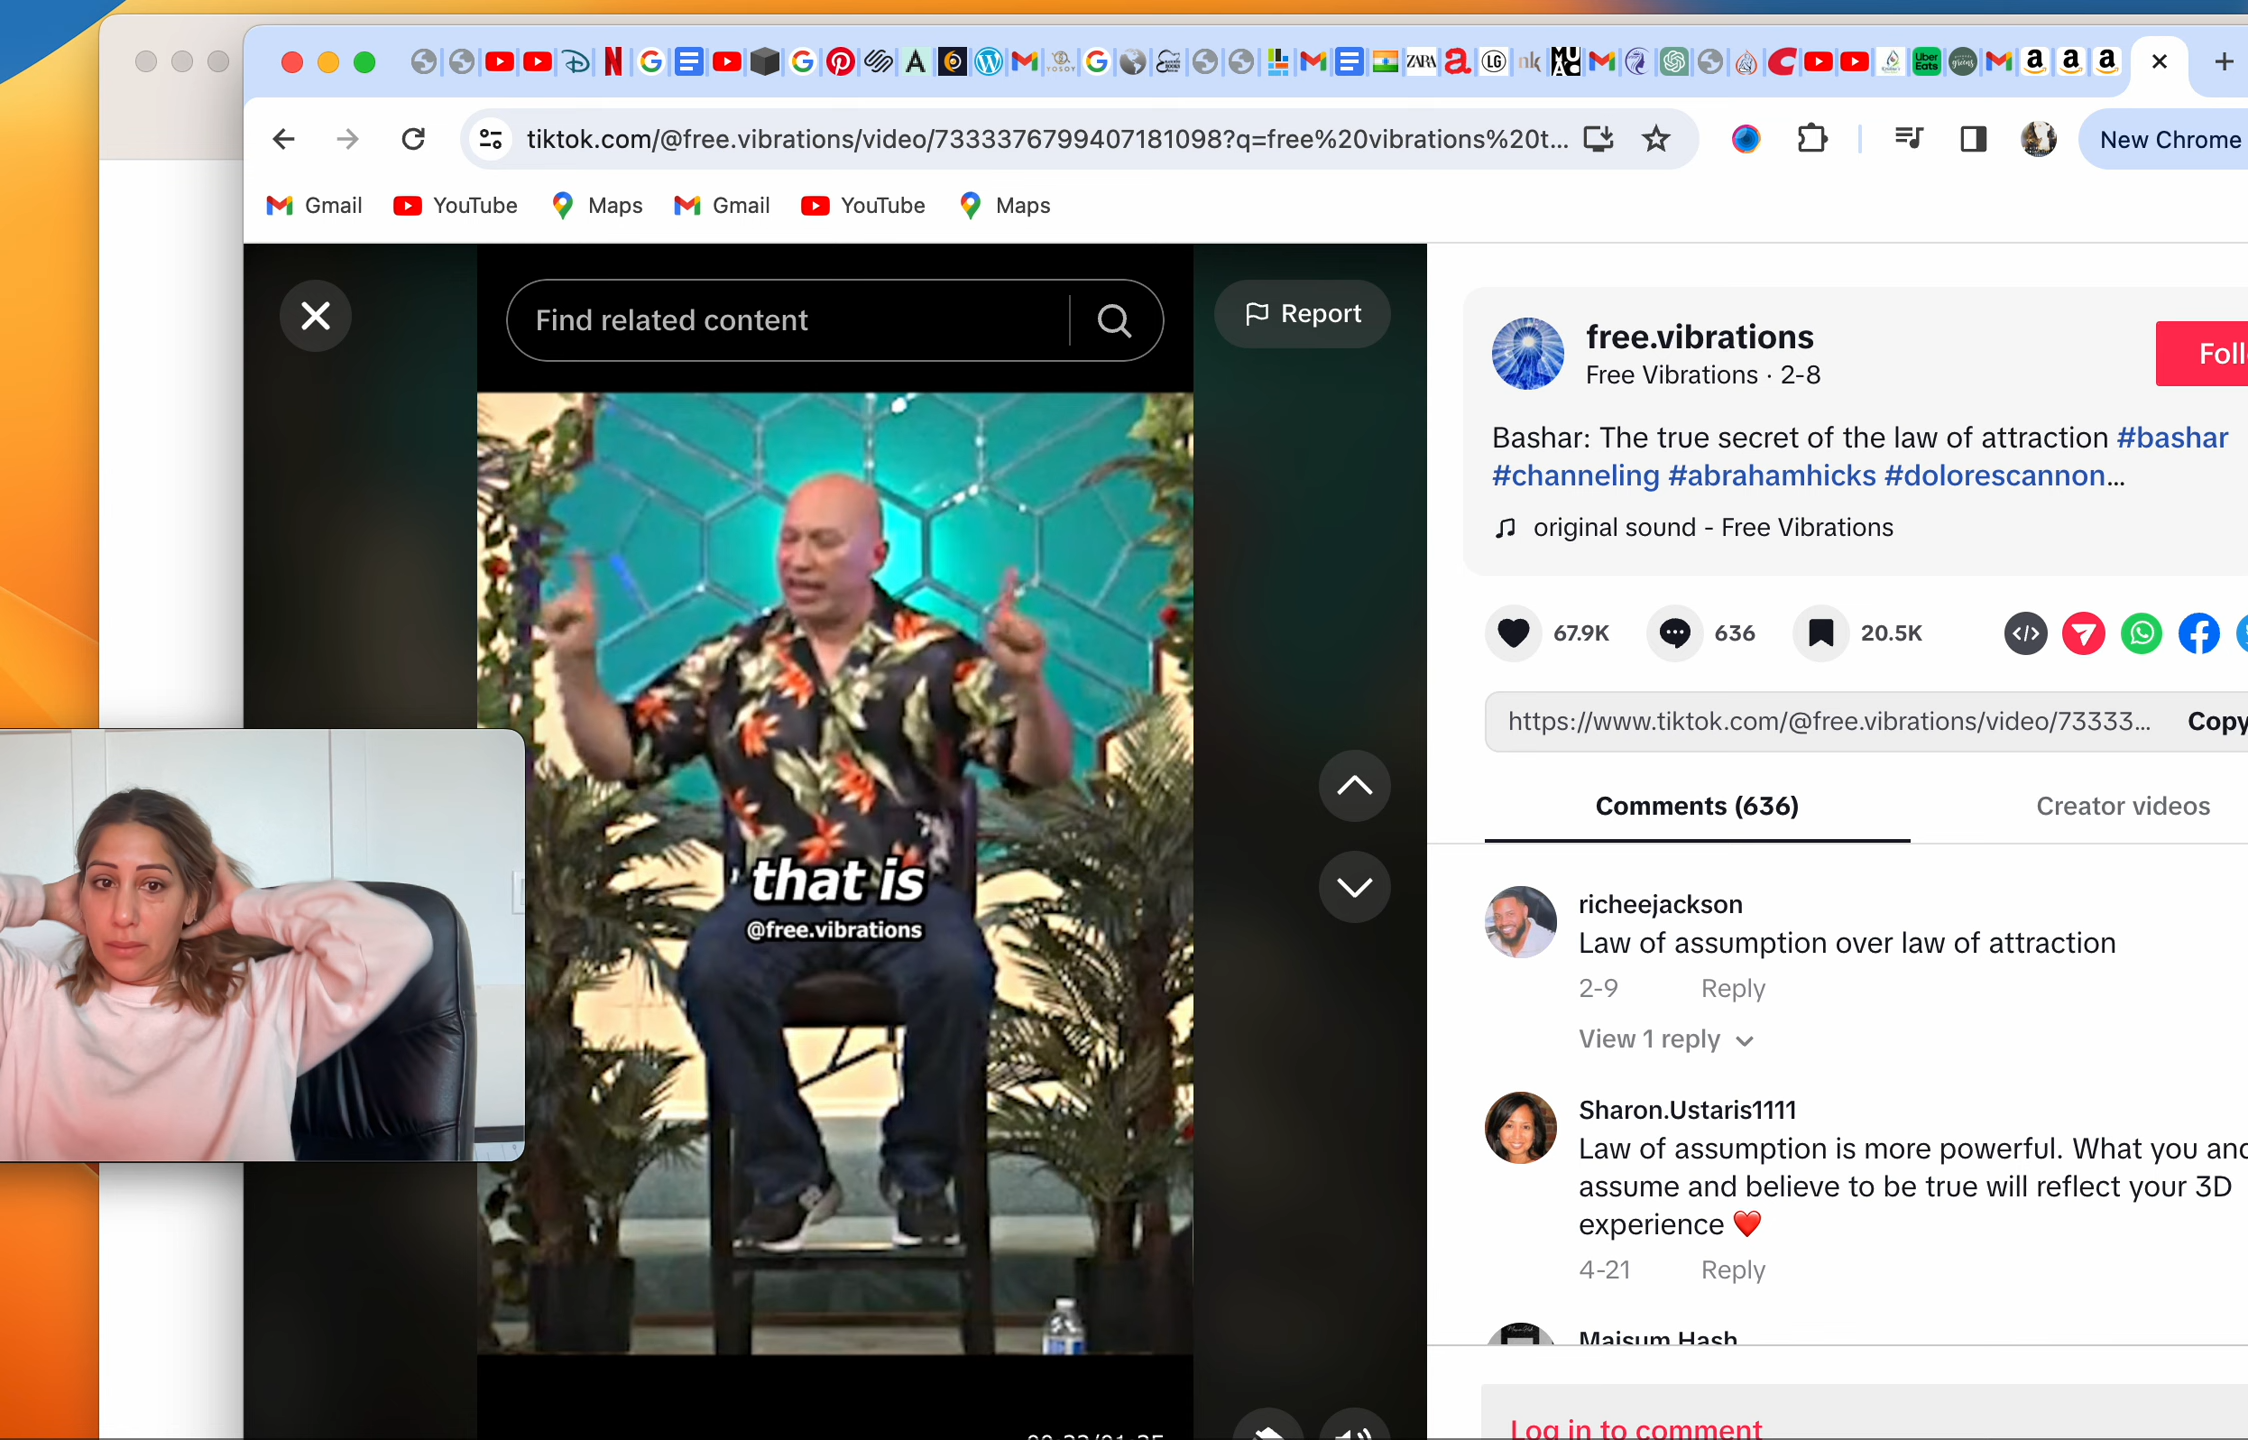 tiktok.com/@free.vibrations/video/7333376799407181098?q=free%20vibrations%20t...
New Chrome
Gmail
YouTube
Maps
Gmail
YouTube
Maps
Find related content
Report
that is
@free.vibrations
free.vibrations
Free Vibrations · 2-8
Bashar: The true secret of the law of attraction #bashar
#channeling #abrahamhicks #dolorescannon...
original sound - Free Vibrations
67.9K
636
20.5K
https://www.tiktok.com/@free.vibrations/video/73333...
Copy
Comments (636)
Creator videos
richeejackson
Law of assumption over law of attraction
2-9
Reply
View 1 reply
Sharon.Ustaris1111
Law of assumption is more powerful. What you and
assume and believe to be true will reflect your 3D
experience ❤️
4-21
Reply
Maisum Hash
Log in to comment